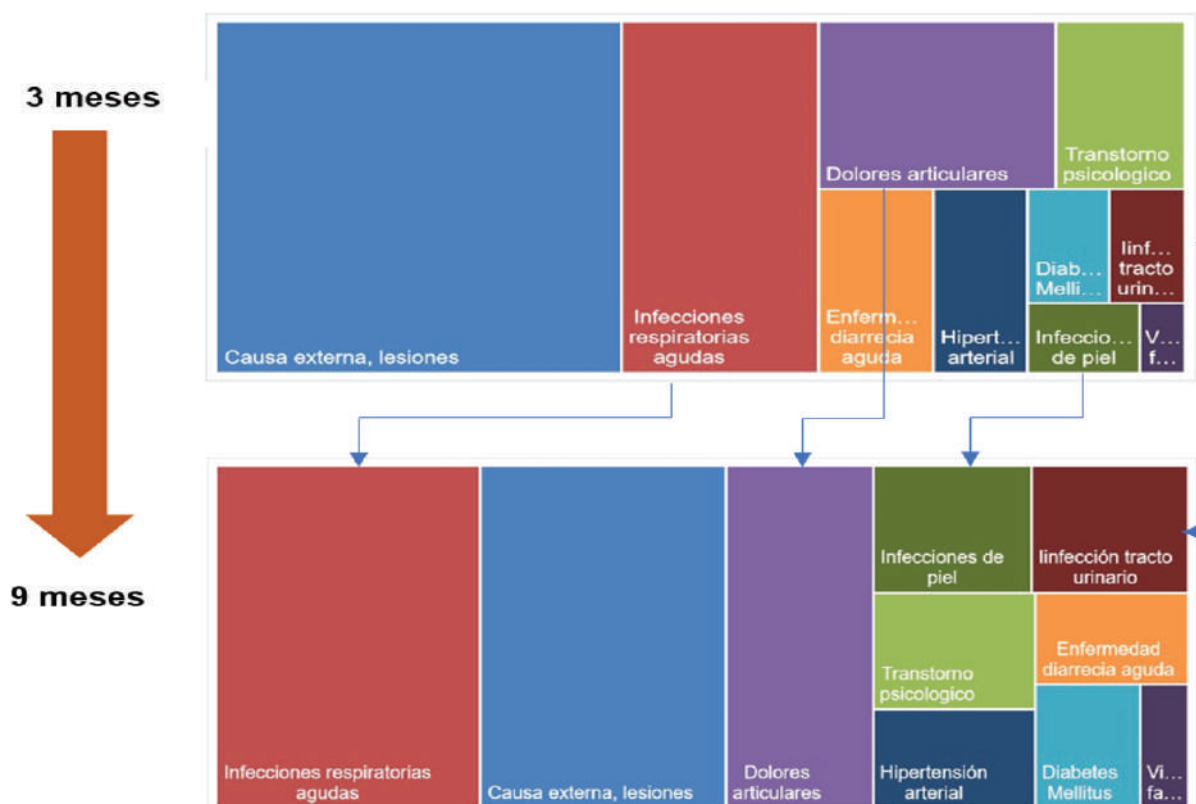 3 meses
Causa externa, lesiones
Infecciones
respiratorias
agudas
Dolores articulares
Transtorno
psicologico
Enferm...
diarrecia
aguda
Hipert...
arterial
Diab...
Melli...
Iinf...
tracto
urin...
Infeccio...
de piel
V...
f...
9 meses
Infecciones respiratorias
agudas
Causa externa, lesiones
Dolores
articulares
Infecciones de
piel
Iinfección tracto
urinario
Transtorno
psicologico
Enfermedad
diarrecia aguda
Hipertensión
arterial
Diabetes
Mellitus
Vi...
fa...